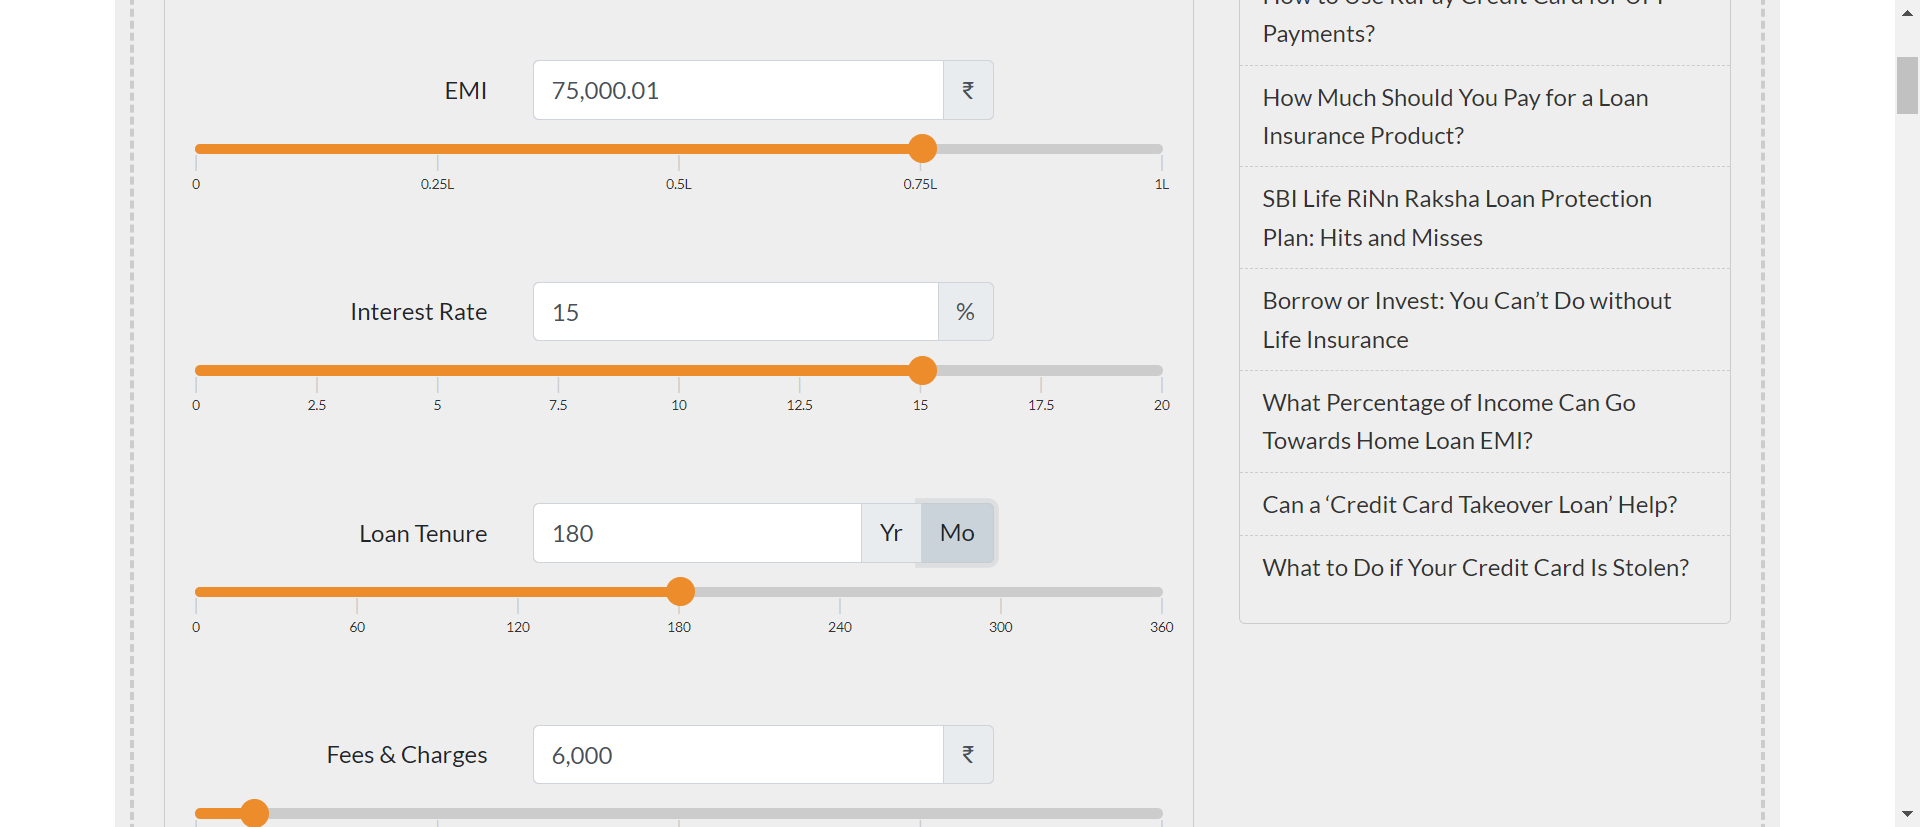 EMI
75,000.01
₹
0
0.25L
0.5L
0.75L
1L
Interest Rate
15
%
0
2.5
5
7.5
10
12.5
15
17.5
20
Loan Tenure
180
Yr
Mo
0
60
120
180
240
300
360
Fees & Charges
6,000
₹
Payments?
How Much Should You Pay for a Loan
Insurance Product?
SBI Life RiNn Raksha Loan Protection
Plan: Hits and Misses
Borrow or Invest: You Can’t Do without
Life Insurance
What Percentage of Income Can Go
Towards Home Loan EMI?
Can a ‘Credit Card Takeover Loan’ Help?
What to Do if Your Credit Card Is Stolen?